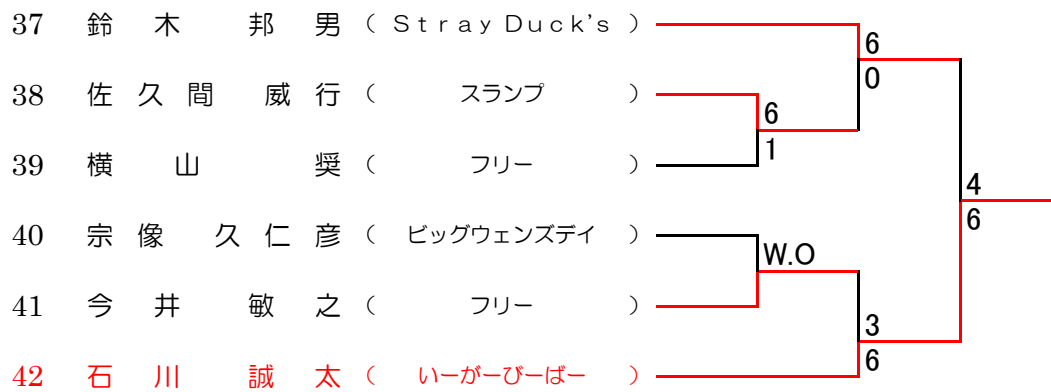 37 鈴木 邦男 ( Stray Duck's )
6
0
38 佐久間 威行 ( スランプ )
6
1
39 横山 奨 ( フリー )
4
6
40 宗像 久仁彦 ( ビッグウェンズデイ )
W.O
41 今井 敏之 ( フリー )
3
6
42 石川 誠太 ( いーがーびーばー )